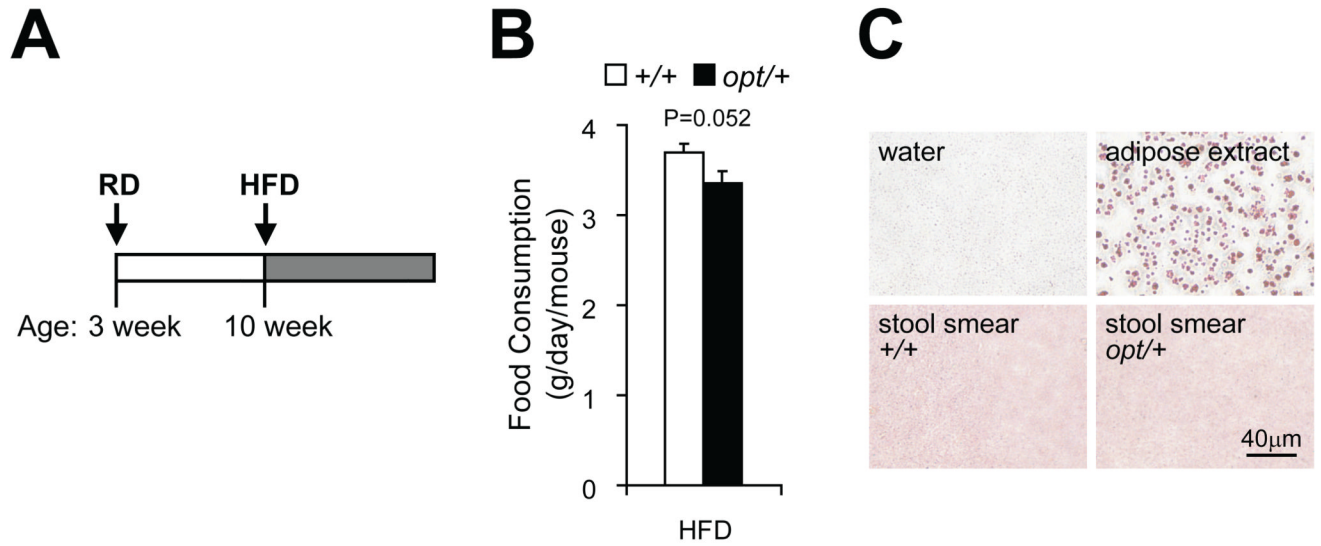 A
RD HFD
Age: 3 week 10 week
B
+/+ opt/+
P=0.052
Food Consumption
(g/day/mouse)
4
3
2
1
0
HFD
C
water adipose extract
stool smear
+/+
stool smear
opt/+
40μm